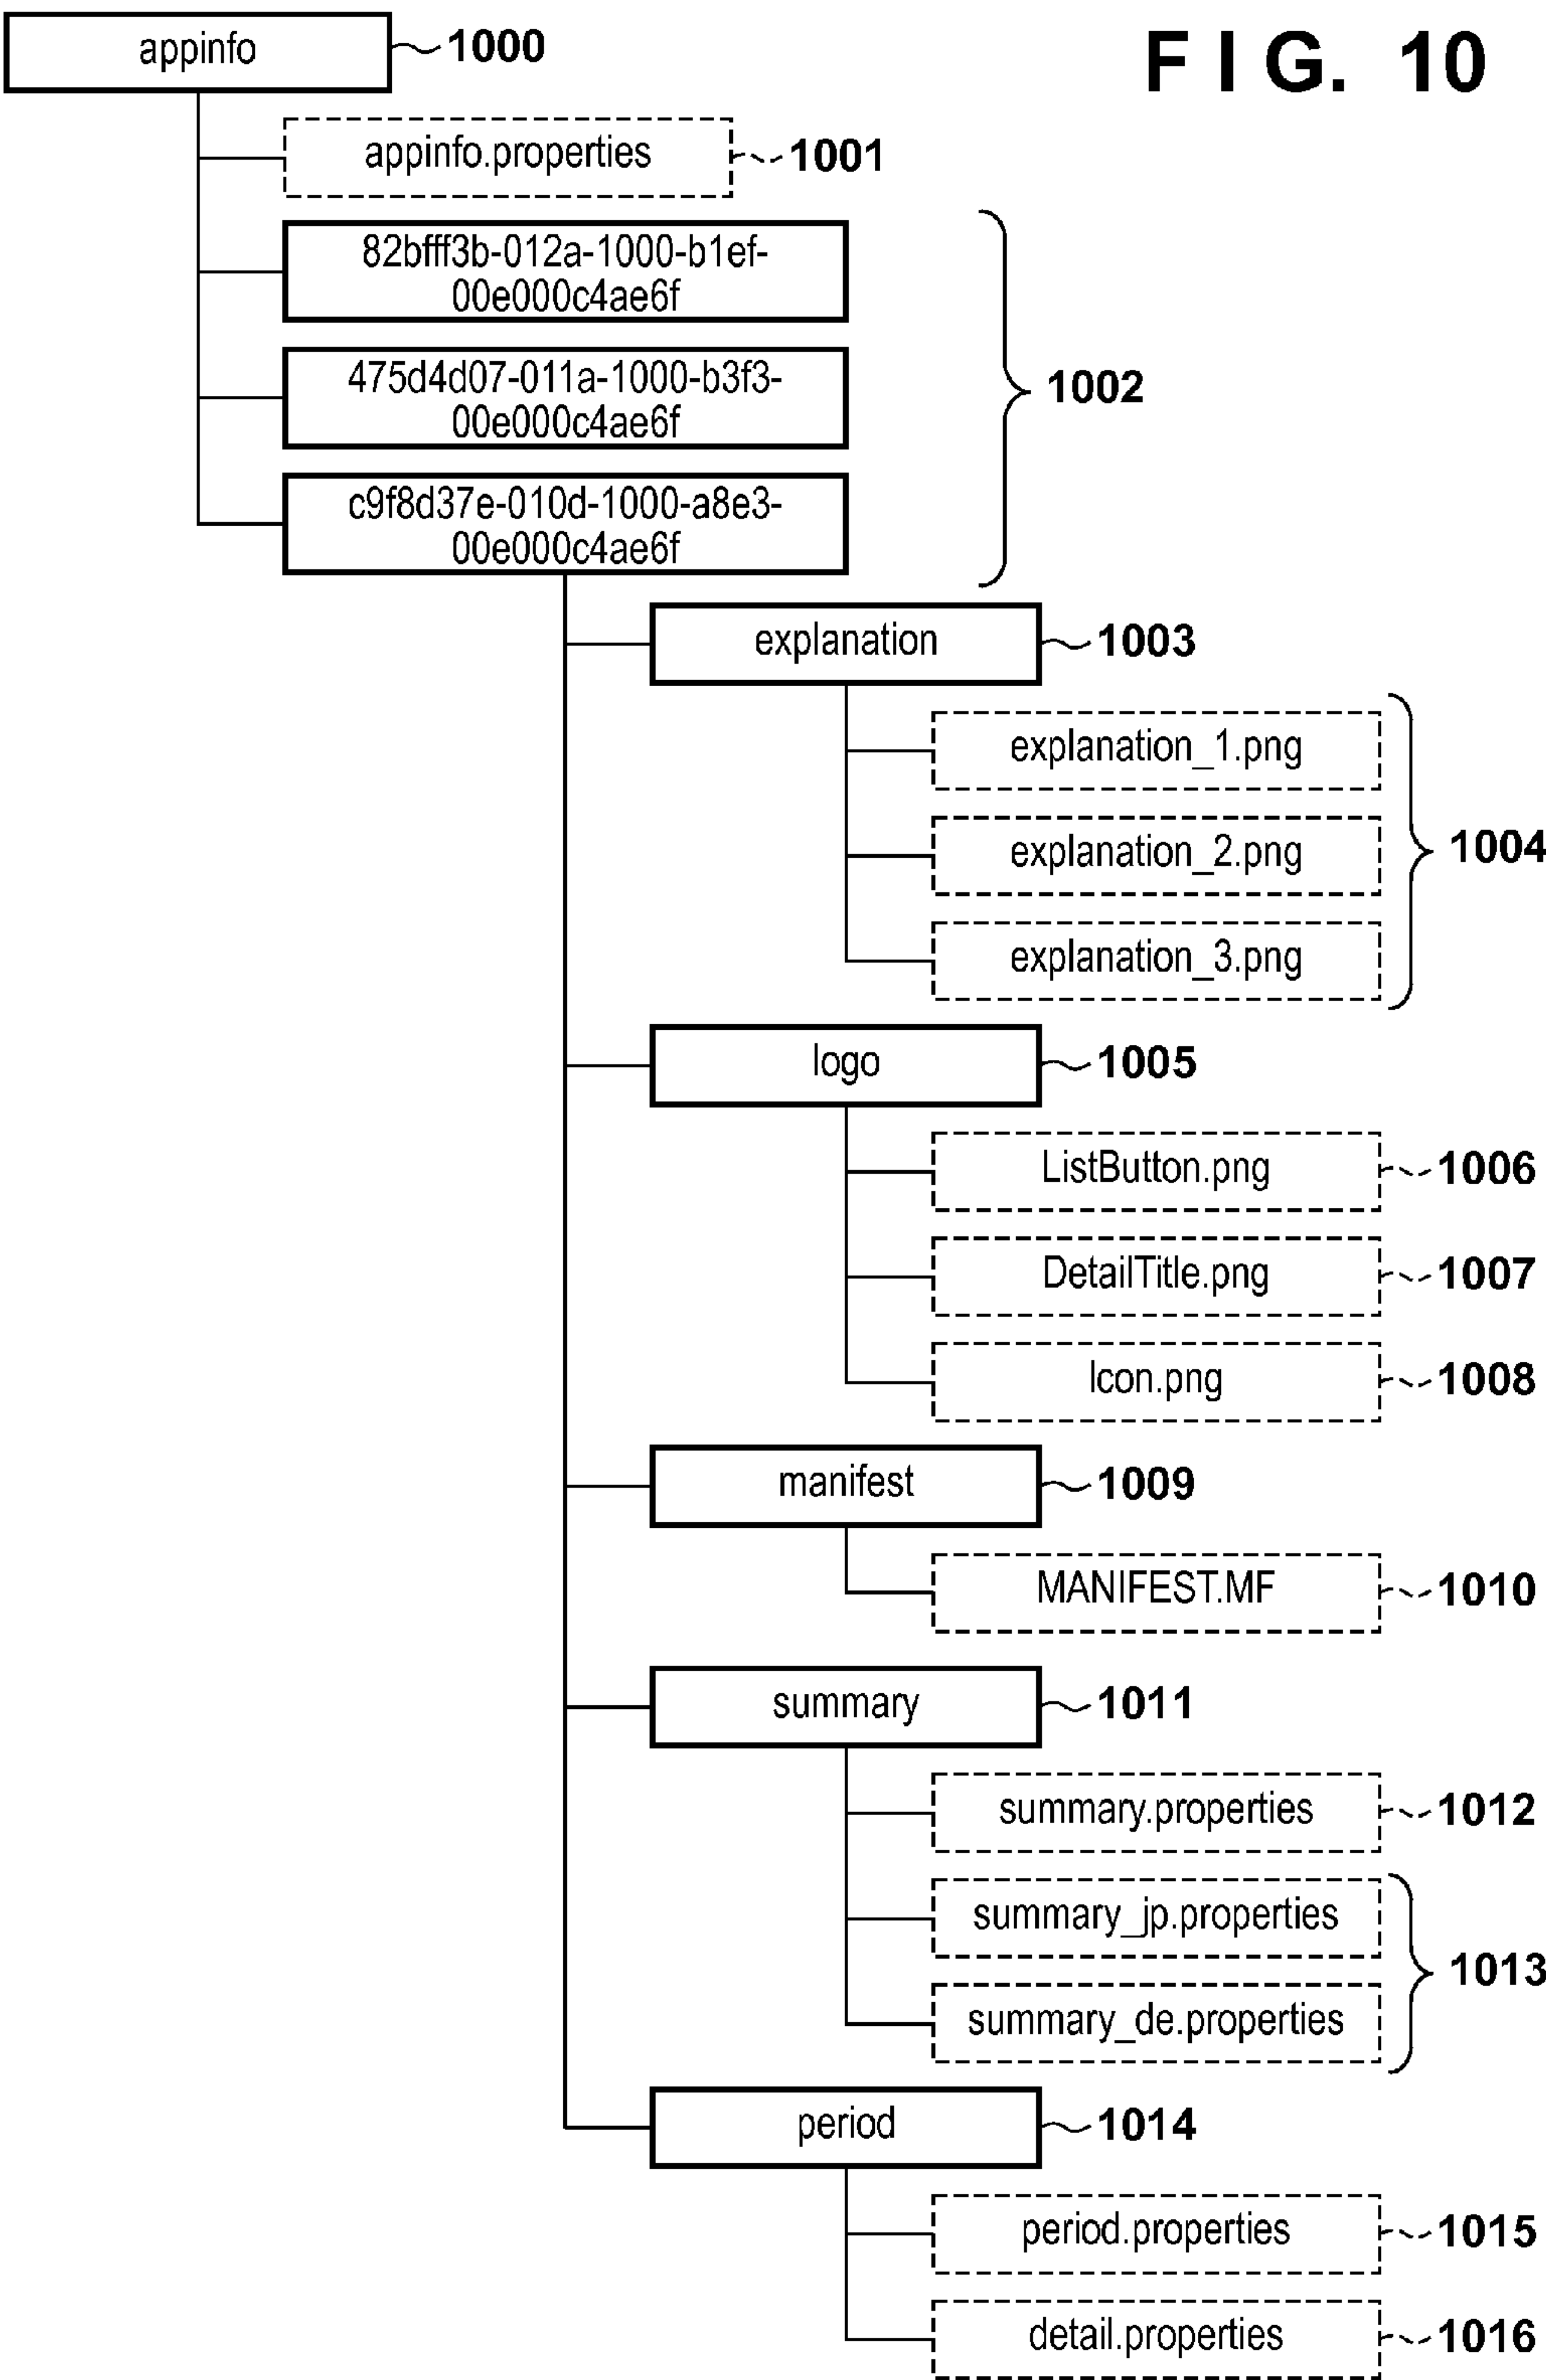 appinfo 1000
F I G. 10
appinfo.properties 1001
82bfff3b-012a-1000-b1ef-
00e000c4ae6f
475d4d07-011a-1000-b3f3-
00e000c4ae6f
1002
c9f8d37e-010d-1000-a8e3-
00e000c4ae6f
explanation 1003
explanation_1.png
explanation_2.png
1004
explanation_3.png
logo 1005
ListButton.png 1006
DetailTitle.png 1007
Icon.png 1008
manifest 1009
MANIFEST.MF 1010
summary 1011
summary.properties 1012
summary_jp.properties
1013
summary_de.properties
period 1014
period.properties 1015
detail.properties 1016